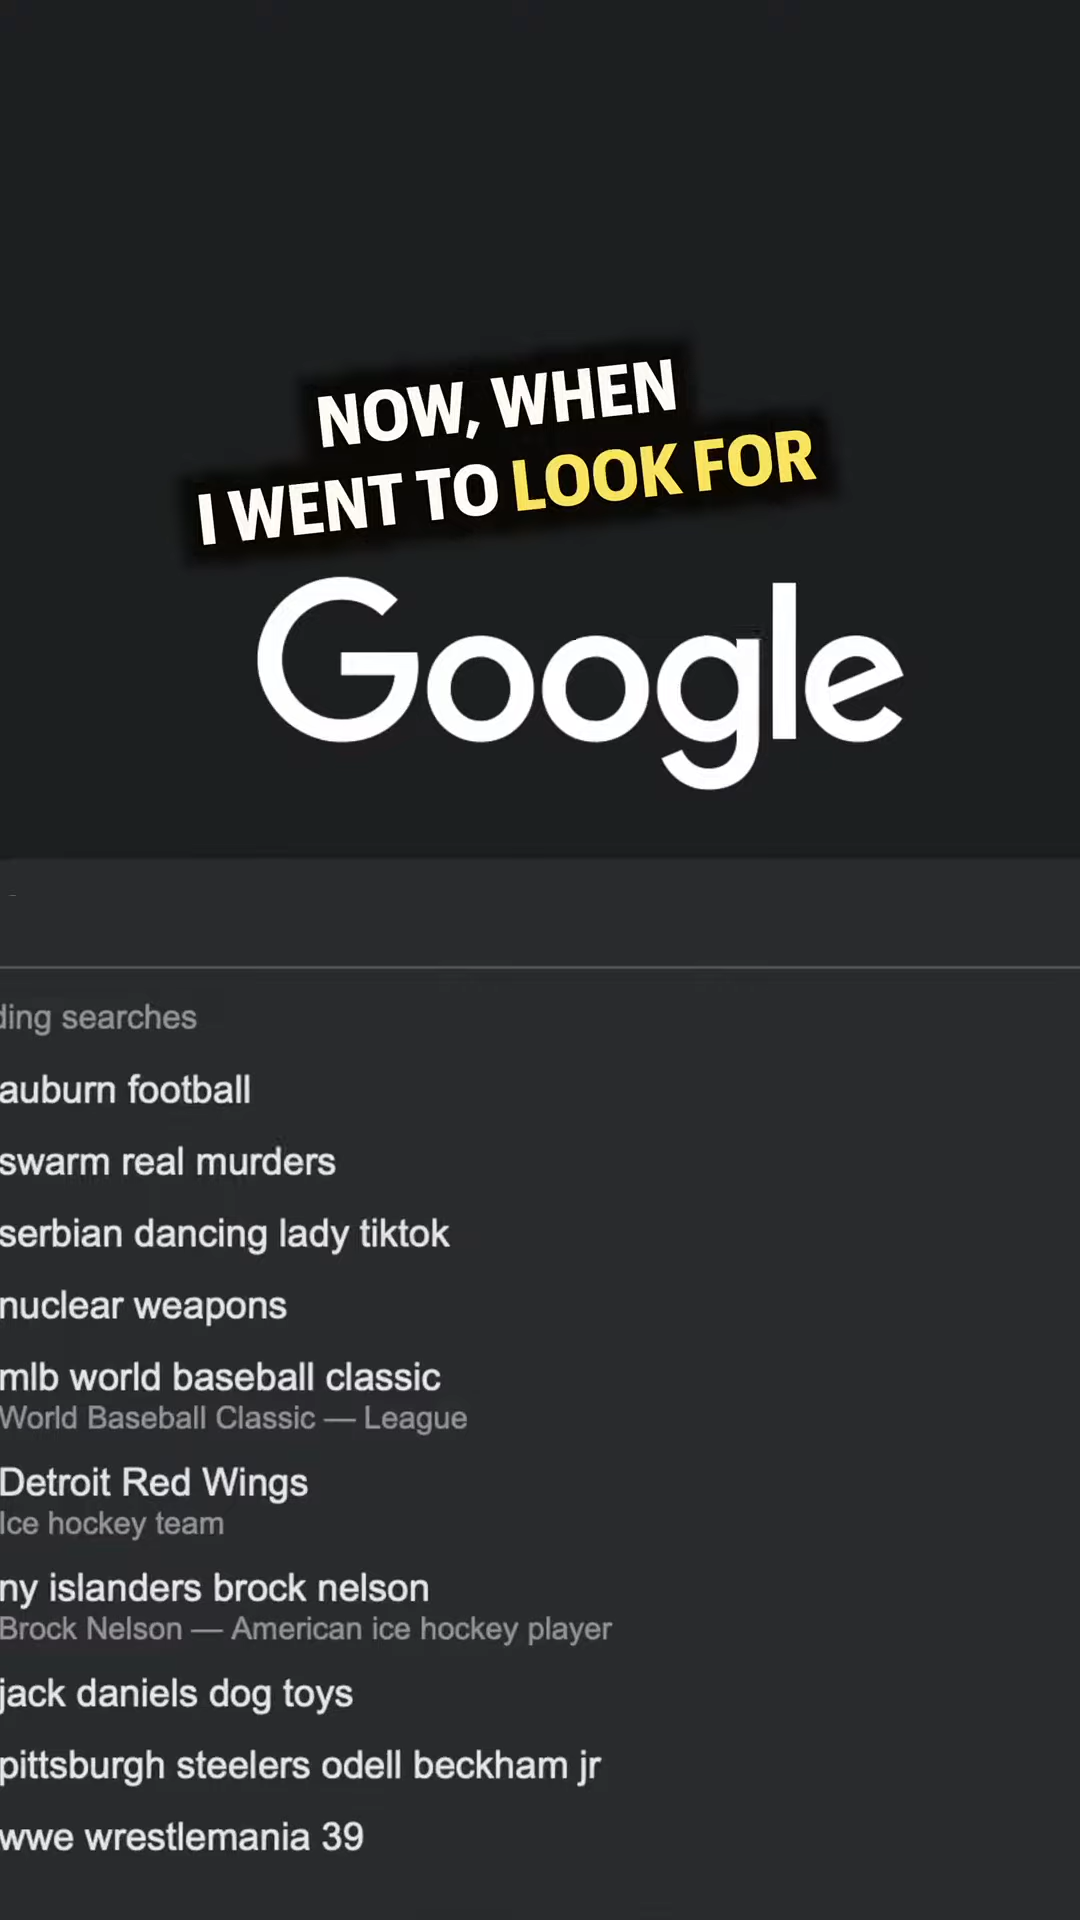 NOW, WHEN
I WENT TO LOOK FOR
Google
ding searches
auburn football
swarm real murders
serbian dancing lady tiktok
nuclear weapons
mlb world baseball classic
World Baseball Classic — League
Detroit Red Wings
Ice hockey team
ny islanders brock nelson
Brock Nelson — American ice hockey player
jack daniels dog toys
pittsburgh steelers odell beckham jr
wwe wrestlemania 39